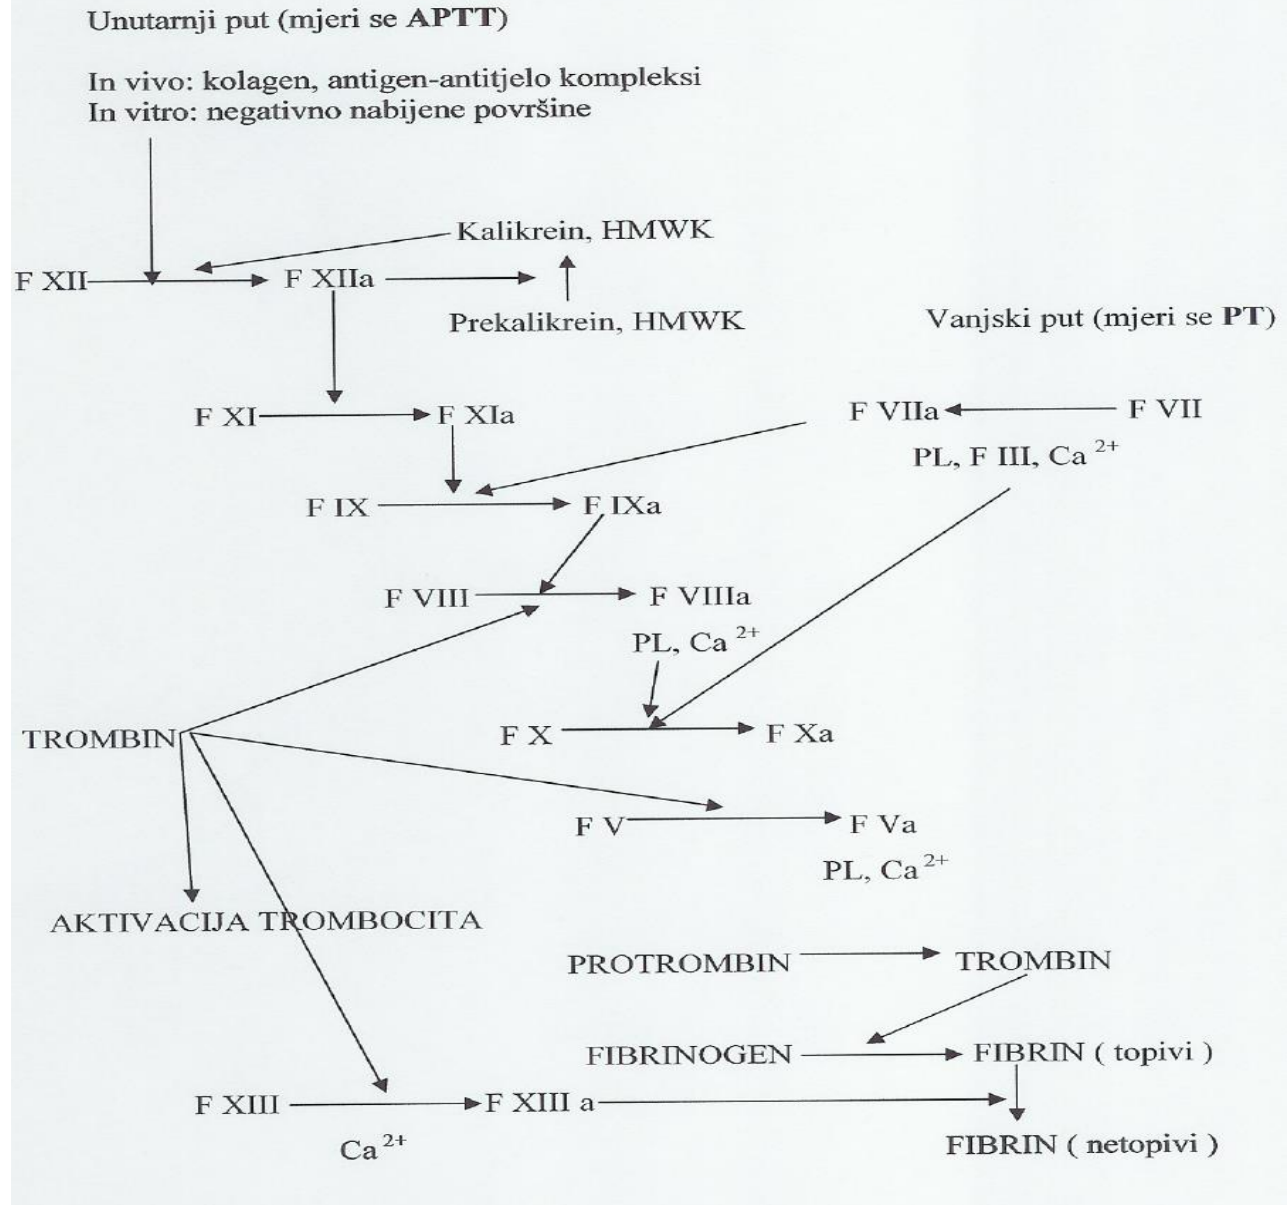 Unutarnji put (mjeri se APTT)
In vivo: kolagen, antigen-antitjelo kompleksi
In vitro: negativno nabijene površine
Kalikrein, HMWK
F XII
F XIIa
Prekalikrein, HMWK
Vanjski put (mjeri se PT)
F XI
F XIa
F VIIa
F VII
PL, F III, Ca 2+
F IX
F IXa
F VIII
F VIIIa
PL, Ca 2+
TROMBIN
F X
F Xa
F V
F Va
PL, Ca 2+
AKTIVACIJA TROMBOCITA
PROTROMBIN
TROMBIN
FIBRINOGEN
FIBRIN ( topivi )
F XIII
F XIII a
Ca 2+
FIBRIN ( netopivi )